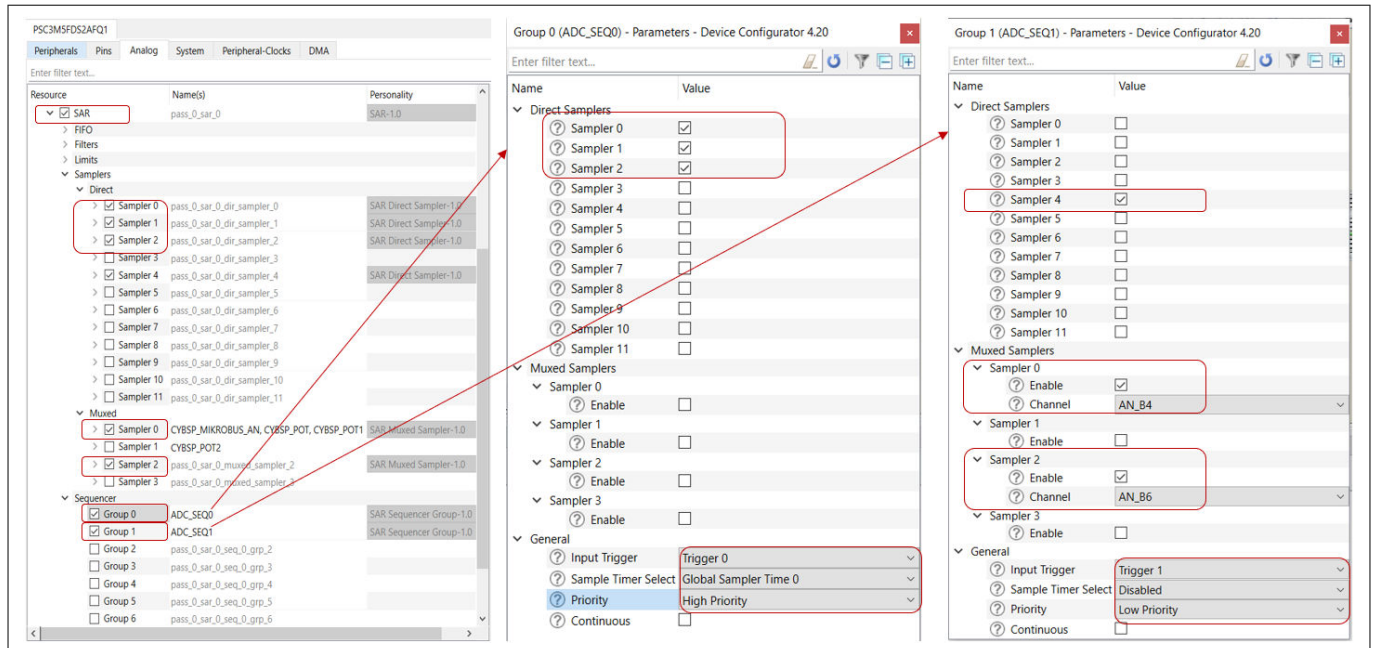 PSC3M5FDS2AFQ1
Peripherals Pins Analog System Peripheral-Clocks DMA
Enter filter text...
Resource Name(s) Personality
SAR pass_0_sar_0 SAR-1.0
FIFO
Filters
Limits
Samplers
Direct
Sampler 0 pass_0_sar_0_dir_sampler_0 SAR Direct Sampler-1.0
Sampler 1 pass_0_sar_0_dir_sampler_1 SAR Direct Sampler-1.0
Sampler 2 pass_0_sar_0_dir_sampler_2 SAR Direct Sampler-1.0
Sampler 3 pass_0_sar_0_dir_sampler_3
Sampler 4 pass_0_sar_0_dir_sampler_4 SAR Direct Sampler-1.0
Sampler 5 pass_0_sar_0_dir_sampler_5
Sampler 6 pass_0_sar_0_dir_sampler_6
Sampler 7 pass_0_sar_0_dir_sampler_7
Sampler 8 pass_0_sar_0_dir_sampler_8
Sampler 9 pass_0_sar_0_dir_sampler_9
Sampler 10 pass_0_sar_0_dir_sampler_10
Sampler 11 pass_0_sar_0_dir_sampler_11
Muxed
Sampler 0 CYBSP_MIKROBUS_AN, CYBSP_POT, CYBSP_POT1 SAR Muxed Sampler-1.0
Sampler 1 CYBSP_POT2
Sampler 2 pass_0_sar_0_muxed_sampler_2 SAR Muxed Sampler-1.0
Sampler 3 pass_0_sar_0_muxed_sampler_3
Sequencer
Group 0 ADC_SEQ0 SAR Sequencer Group-1.0
Group 1 ADC_SEQ1 SAR Sequencer Group-1.0
Group 2 pass_0_sar_0_seq_0_grp_2
Group 3 pass_0_sar_0_seq_0_grp_3
Group 4 pass_0_sar_0_seq_0_grp_4
Group 5 pass_0_sar_0_seq_0_grp_5
Group 6 pass_0_sar_0_seq_0_grp_6
Group 0 (ADC_SEQ0) - Parameters - Device Configurator 4.20
Enter filter text...
Name Value
Direct Samplers
Sampler 0
Sampler 1
Sampler 2
Sampler 3
Sampler 4
Sampler 5
Sampler 6
Sampler 7
Sampler 8
Sampler 9
Sampler 10
Sampler 11
Muxed Samplers
Sampler 0
Enable
Sampler 1
Enable
Sampler 2
Enable
Sampler 3
Enable
General
Input Trigger Trigger 0
Sample Timer Select Global Sampler Time 0
Priority High Priority
Continuous
Group 1 (ADC_SEQ1) - Parameters - Device Configurator 4.20
Enter filter text...
Name Value
Direct Samplers
Sampler 0
Sampler 1
Sampler 2
Sampler 3
Sampler 4
Sampler 5
Sampler 6
Sampler 7
Sampler 8
Sampler 9
Sampler 10
Sampler 11
Muxed Samplers
Sampler 0
Enable
Channel AN_B4
Sampler 1
Enable
Sampler 2
Enable
Channel AN_B6
Sampler 3
Enable
General
Input Trigger Trigger 1
Sample Timer Select Disabled
Priority Low Priority
Continuous